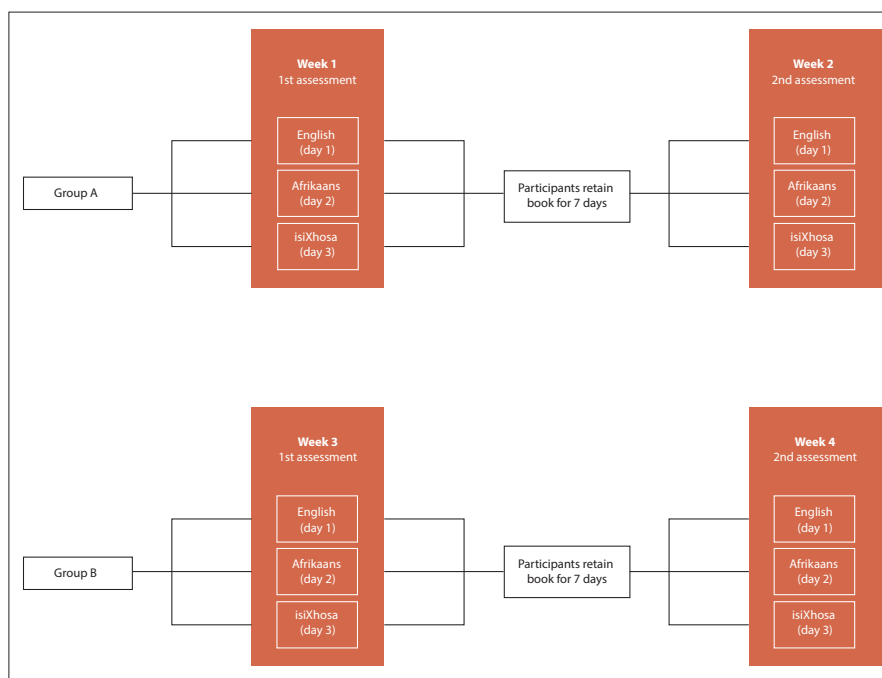 Week 1
1st assessment
English
(day 1)
Afrikaans
(day 2)
isiXhosa
(day 3)
Group A
Participants retain
book for 7 days
Week 2
2nd assessment
English
(day 1)
Afrikaans
(day 2)
isiXhosa
(day 3)
Week 3
1st assessment
English
(day 1)
Afrikaans
(day 2)
isiXhosa
(day 3)
Group B
Participants retain
book for 7 days
Week 4
2nd assessment
English
(day 1)
Afrikaans
(day 2)
isiXhosa
(day 3)